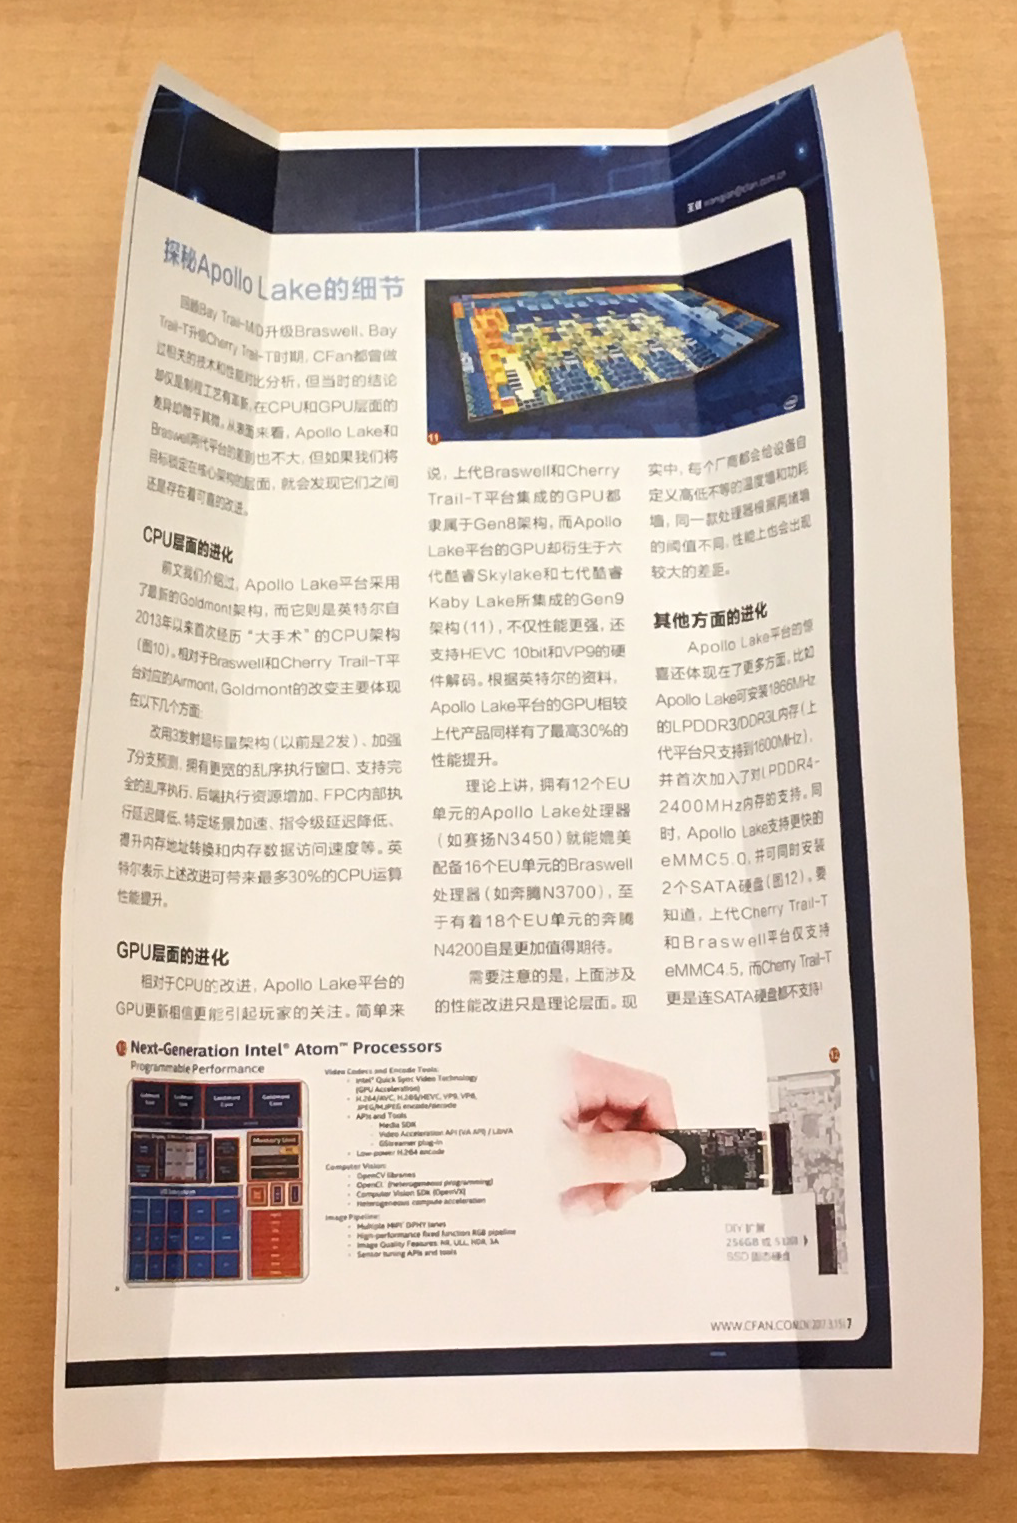 王健 wangjian@cfan.com.cn
探秘Apollo Lake的细节
回顾Bay Trail-M/D升级Braswell、Bay
Trail-T升级Cherry Trail-T时期，CFan都曾做
过相关的技术和性能对比分析，但当时的结论
却仅是制程工艺有革新，在CPU和GPU层面的
差异却微乎其微。从表面来看，Apollo Lake和
Braswell两代平台的差别也不大，但如果我们将
目标锁定在核心架构的层面，就会发现它们之间
还是存在着可喜的改进。
CPU层面的进化
前文我们介绍过，Apollo Lake平台采用
了最新的Goldmont架构，而它则是英特尔自
2013年以来首次经历“大手术”的CPU架构
（图10）。相对于Braswell和Cherry Trail-T平
台对应的Airmont，Goldmont的改变主要体现
在以下几个方面：
改用3发射超标量架构（以前是2发）、加强
了分支预测，拥有更宽的乱序执行窗口、支持完
全的乱序执行、后端执行资源增加、FPC内部执
行延迟降低、特定场景加速、指令级延迟降低、
提升内存地址转换和内存数据访问速度等。英
特尔表示上述改进可带来最多30%的CPU运算
性能提升。
GPU层面的进化
相对于CPU的改进，Apollo Lake平台的
GPU更新相信更能引起玩家的关注。简单来
11
说，上代Braswell和Cherry
Trail-T平台集成的GPU都
隶属于Gen8架构，而Apollo
Lake平台的GPU却衍生于六
代酷睿Skylake和七代酷睿
Kaby Lake所集成的Gen9
架构（11），不仅性能更强，还
支持HEVC 10bit和VP9的硬
件解码。根据英特尔的资料，
Apollo Lake平台的GPU相较
上代产品同样有了最高30%的
性能提升。
理论上讲，拥有12个EU
单元的Apollo Lake处理器
（如赛扬N3450）就能媲美
配备16个EU单元的Braswell
处理器（如奔腾N3700），至
于有着18个EU单元的奔腾
N4200自是更加值得期待。
需要注意的是，上面涉及
的性能改进只是理论层面。现
实中，每个厂商都会给设备自
定义高低不等的温度墙和功耗
墙，同一款处理器根据两堵墙
的阈值不同，性能上也会出现
较大的差距。
其他方面的进化
Apollo Lake平台的惊
喜还体现在了更多方面。比如
Apollo Lake可安装1866MHz
的LPDDR3/DDR3L内存（上
代平台只支持到1600MHz），
并首次加入了对LPDDR4-
2400MHz内存的支持。同
时，Apollo Lake支持更快的
eMMC5.0，并可同时安装
2个SATA硬盘（图12）。要
知道，上代Cherry Trail-T
和Braswell平台仅支持
eMMC4.5，而Cherry Trail-T
更是连SATA硬盘都不支持！
10 Next-Generation Intel® Atom™ Processors
Programmable Performance
Goldmont
Core
Memory Unit
Video Codecs and Encode Tools:
Intel® Quick Sync Video Technology
(GPU Acceleration)
H.264/AVC, H.265/HEVC, VP9, VP8,
JPEG/MJPEG encode/decode
APIs and Tools
Media SDK
Video Acceleration API (VA API) / LibVA
GStreamer plug-in
Low-power H.264 encode
Computer Vision:
OpenCV libraries
OpenCL (heterogeneous programming)
Computer Vision SDK (OpenVX)
Heterogeneous compute acceleration
Image Pipeline:
Multiple MIPI DPHY lanes
High-performance fixed function RGB pipeline
Image Quality Features: NR, ULL, HDR, 3A
Sensor tuning APIs and tools
12
DIY 扩展
256GB 或 512GB
SSD 固态硬盘
WWW.CFAN.COM.CN 2017.3.15 | 7